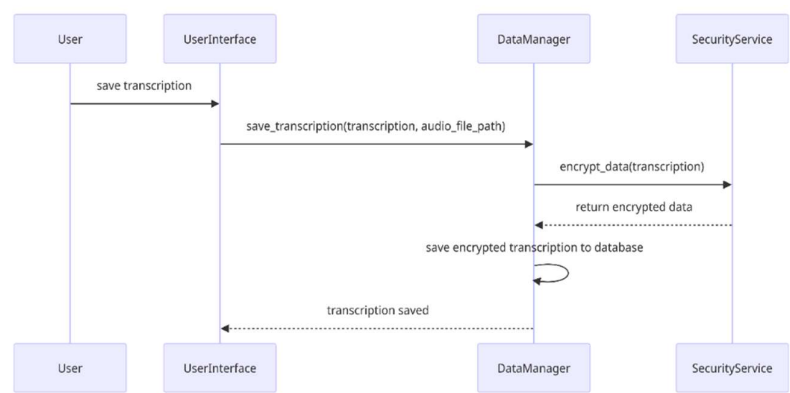 User
UserInterface
DataManager
SecurityService
save transcription
save_transcription(transcription, audio_file_path)
encrypt_data(transcription)
return encrypted data
save encrypted transcription to database
transcription saved
User
UserInterface
DataManager
SecurityService